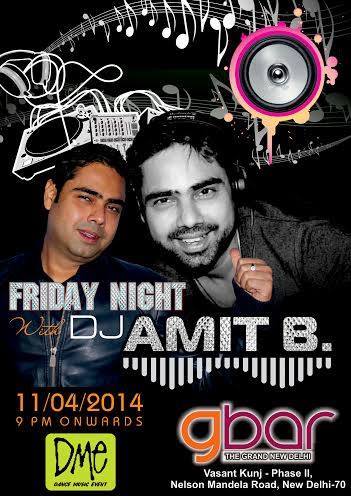 FRIDAY NIGHT
With DJ AMIT B.
11/04/2014
9 PM ONWARDS
DME
DANCE MUSIC EVENT
gbar
THE GRAND NEW DELHI
Vasant Kunj - Phase II,
Nelson Mandela Road, New Delhi-70